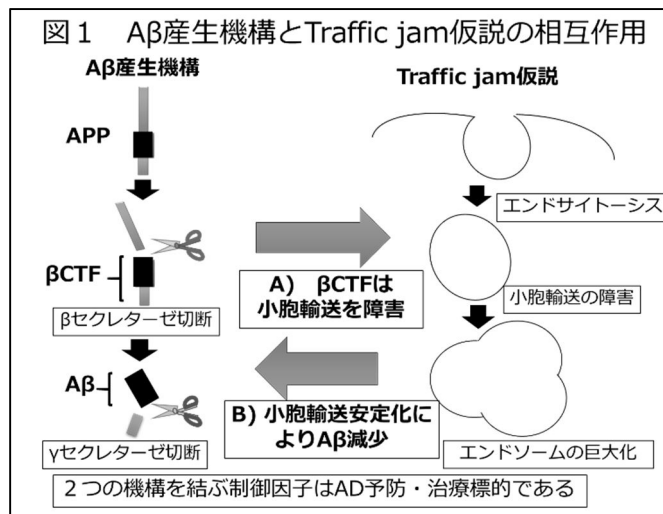 図1 Aβ産生機構とTraffic jam仮説の相互作用
Aβ産生機構
APP
βCTF
βセクレターゼ切断
Aβ
γセクレターゼ切断
A) βCTFは
小胞輸送を障害
B) 小胞輸送安定化に
よりAβ減少
Traffic jam仮説
エンドサイトーシス
小胞輸送の障害
エンドソームの巨大化
2つの機構を結ぶ制御因子はAD予防・治療標的である